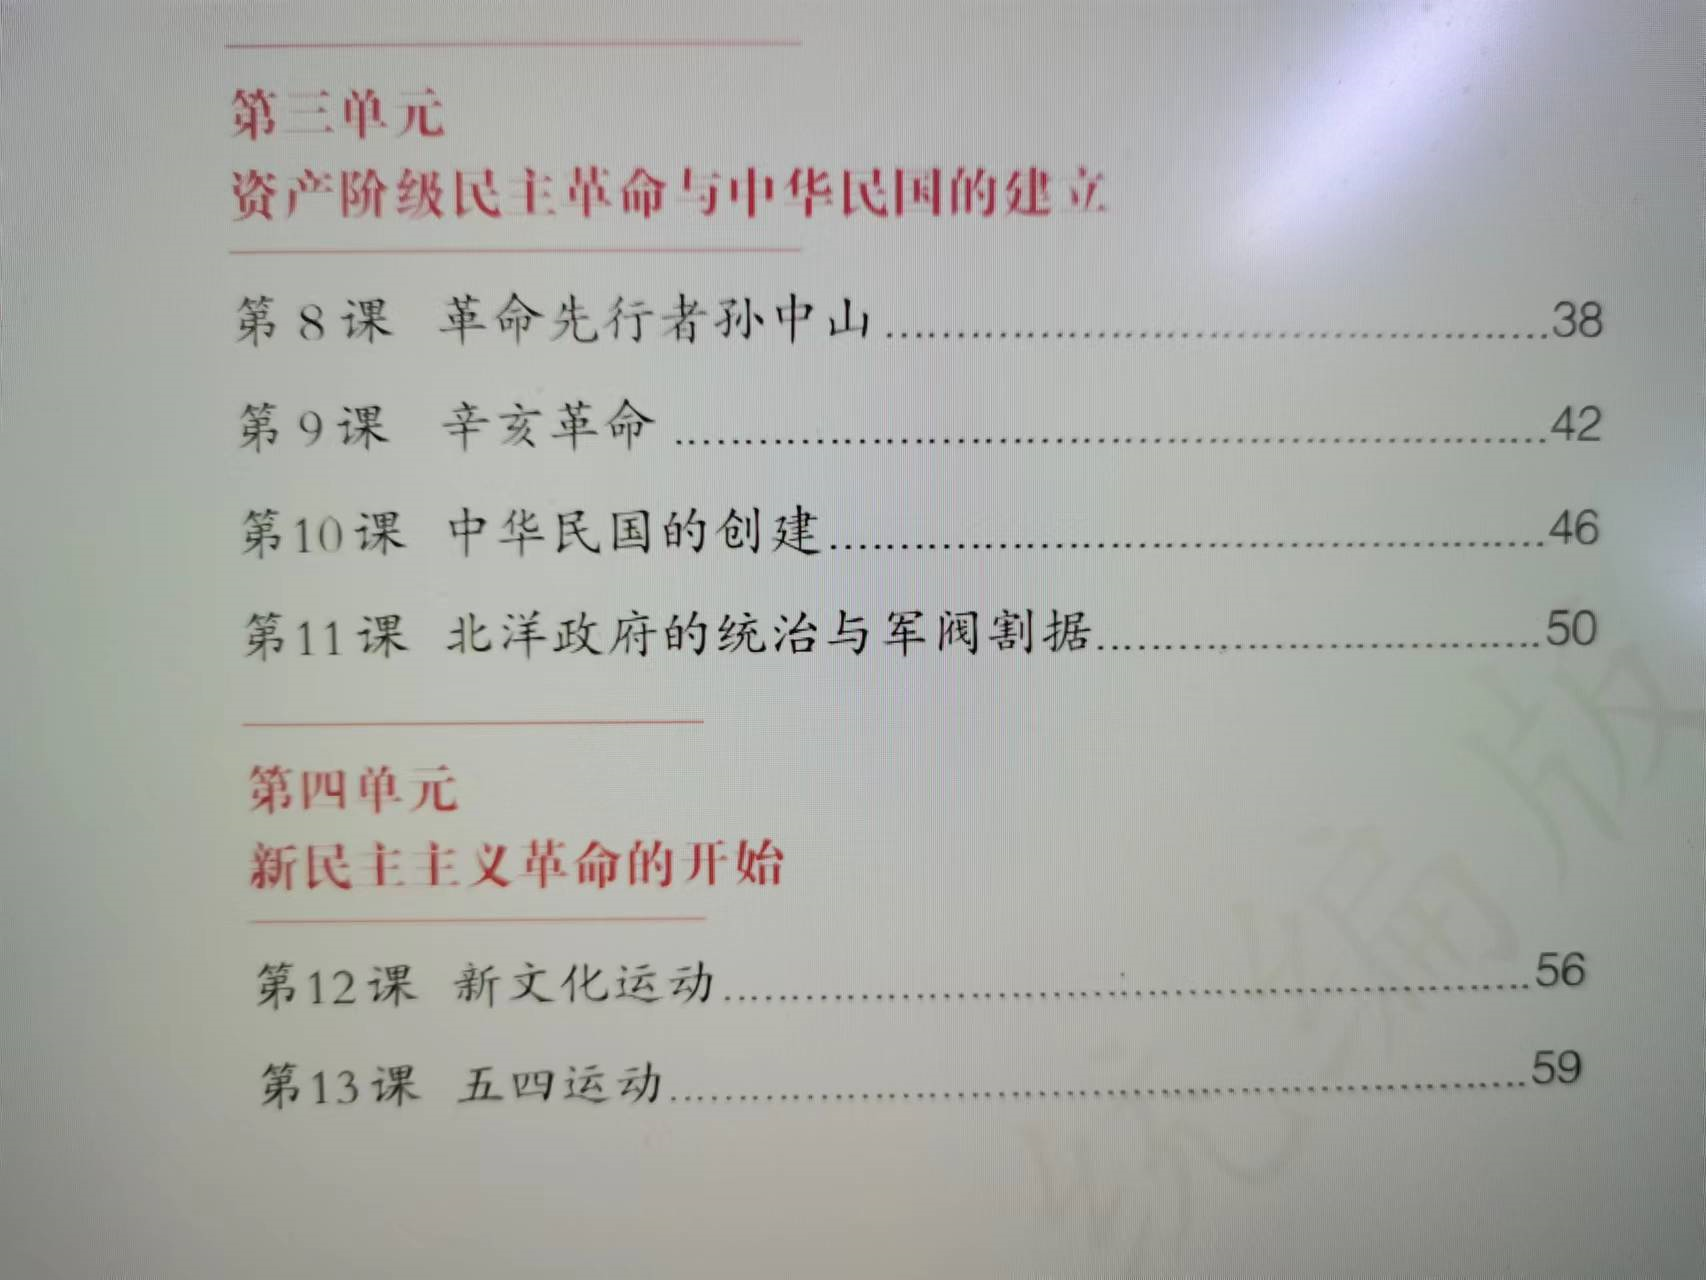 第三单元
资产阶级民主革命与中华民国的建立
第8课 革命先行者孙中山........................................38
第9课 辛亥革命........................................42
第10课 中华民国的创建........................................46
第11课 北洋政府的统治与军阀割据........................................50
第四单元
新民主主义革命的开始
第12课 新文化运动........................................56
第13课 五四运动........................................59
统编版